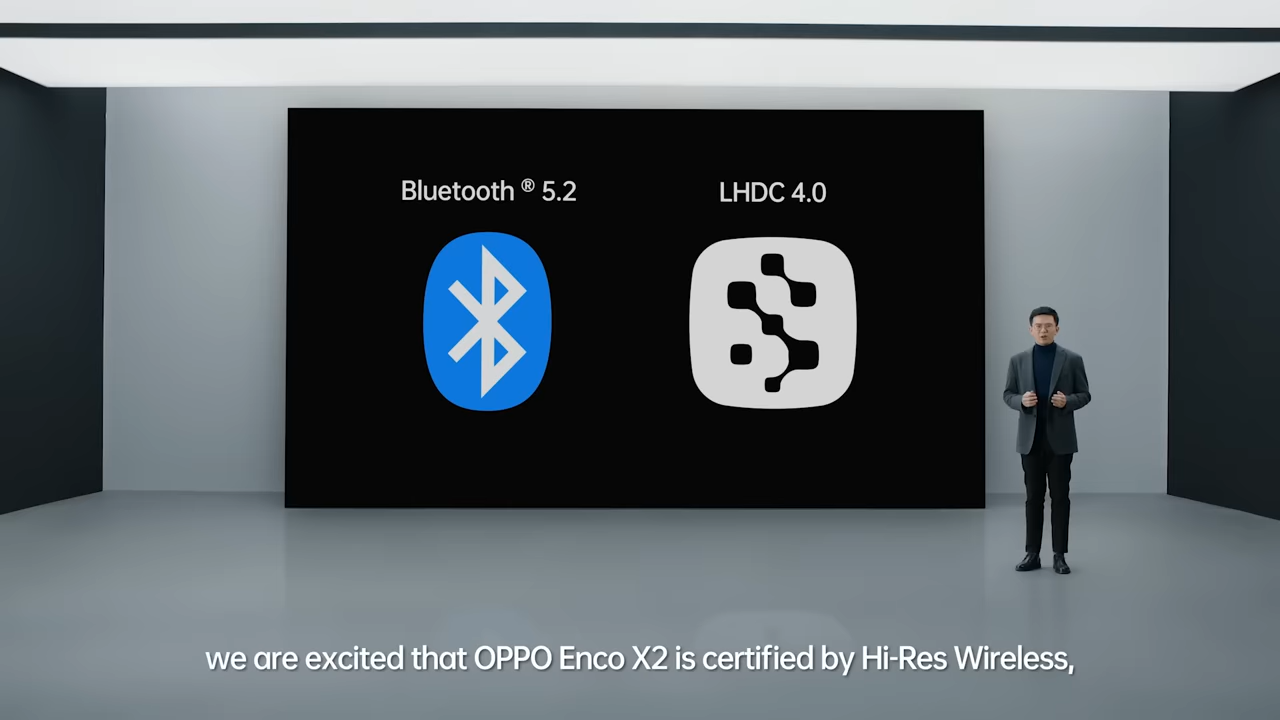 Bluetooth ® 5.2
LHDC 4.0
we are excited that OPPO Enco X2 is certified by Hi-Res Wireless,